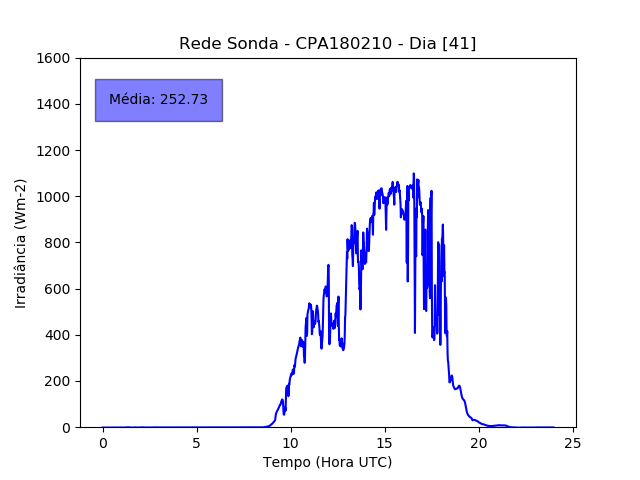 Rede Sonda - CPA180210 - Dia [41]
1600
1400
1200
1000
800
600
400
200
0
Média: 252.73
Irradiância (Wm-2)
0 5 10 15 20 25
Tempo (Hora UTC)